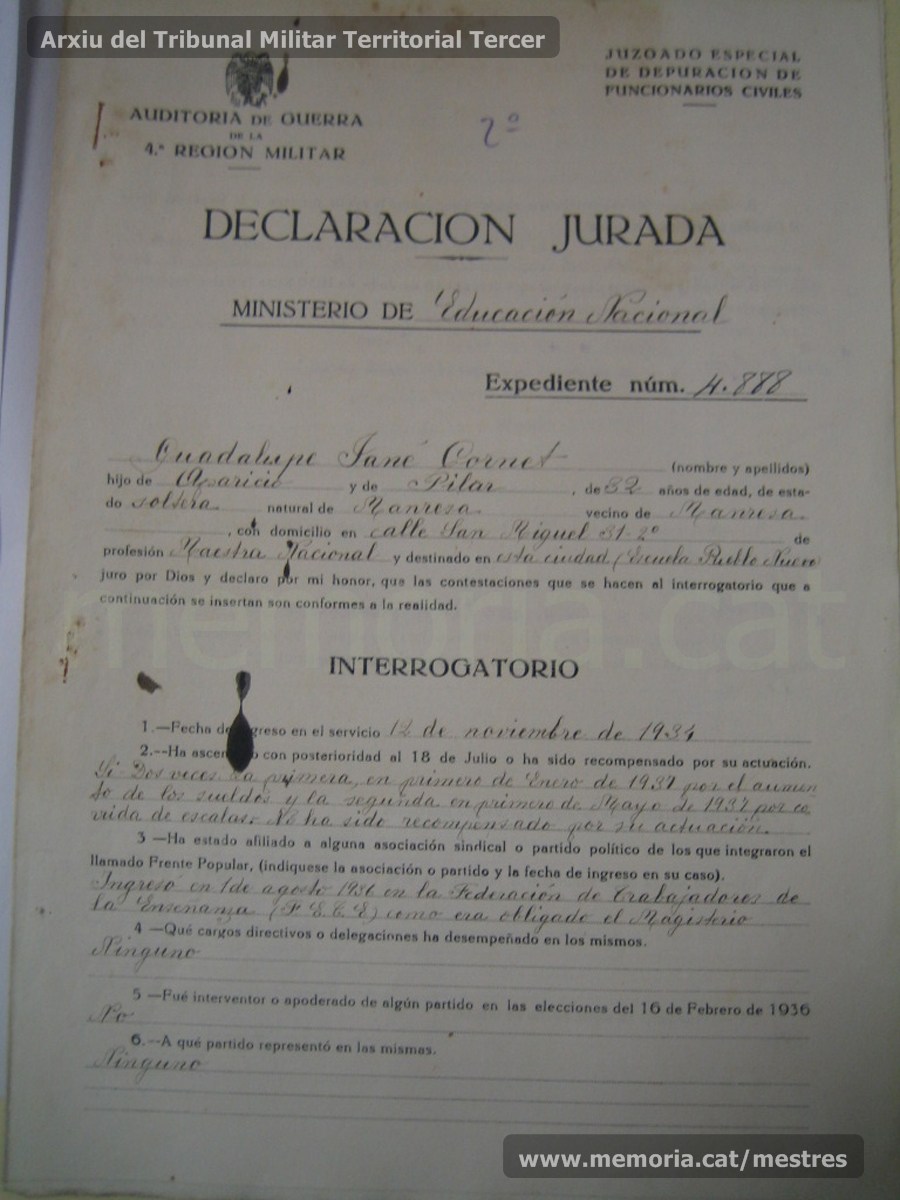 Arxiu del Tribunal Militar Territorial Tercer
AUDITORIA DE GUERRA
DE LA
4.ª REGION MILITAR
JUZGADO ESPECIAL
DE DEPURACION DE
FUNCIONARIOS CIVILES
2º
DECLARACION JURADA
MINISTERIO DE Educación Nacional
Expediente núm. 4.888
Guadalupe Jané Cornet (nombre y apellidos)
hijo de Aparicio y de Pilar, de 32 años de edad, de esta-
do soltera natural de Manresa vecino de Manresa
, con domicilio en calle San Miguel 31-2º de
profesión Maestra Nacional y destinado en esta ciudad (Escuela Pueblo Nuevo
juro por Dios y declaro por mi honor, que las contestaciones que se hacen al interrogatorio que a
continuación se insertan son conformes a la realidad.
memoria.cat
INTERROGATORIO
1.—Fecha de ingreso en el servicio 12 de noviembre de 1934
2.--Ha ascendido con posterioridad al 18 de Julio o ha sido recompensado por su actuación.
Si- Dos veces. La primera, en primero de Enero de 1937 por el aumen
to de los sueldos y la segunda en primero de Mayo de 1937 por co
rrida de escalas. No ha sido recompensado por su actuación.
3 —Ha estado afiliado a alguna asociación sindical o partido político de los que integraron el
llamado Frente Popular, (indíquese la asociación o partido y la fecha de ingreso en su caso).
Ingresó en 1 de agosto 1936 en la Federación de Trabajadores de
la Enseñanza (F.E.T.E) como era obligado el Magisterio
4 —Qué cargos directivos o delegaciones ha desempeñado en los mismos.
Ninguno
5 —Fué interventor o apoderado de algún partido en las elecciones del 16 de Febrero de 1936
No
6.--A qué partido representó en las mismas.
Ninguno
www.memoria.cat/mestres